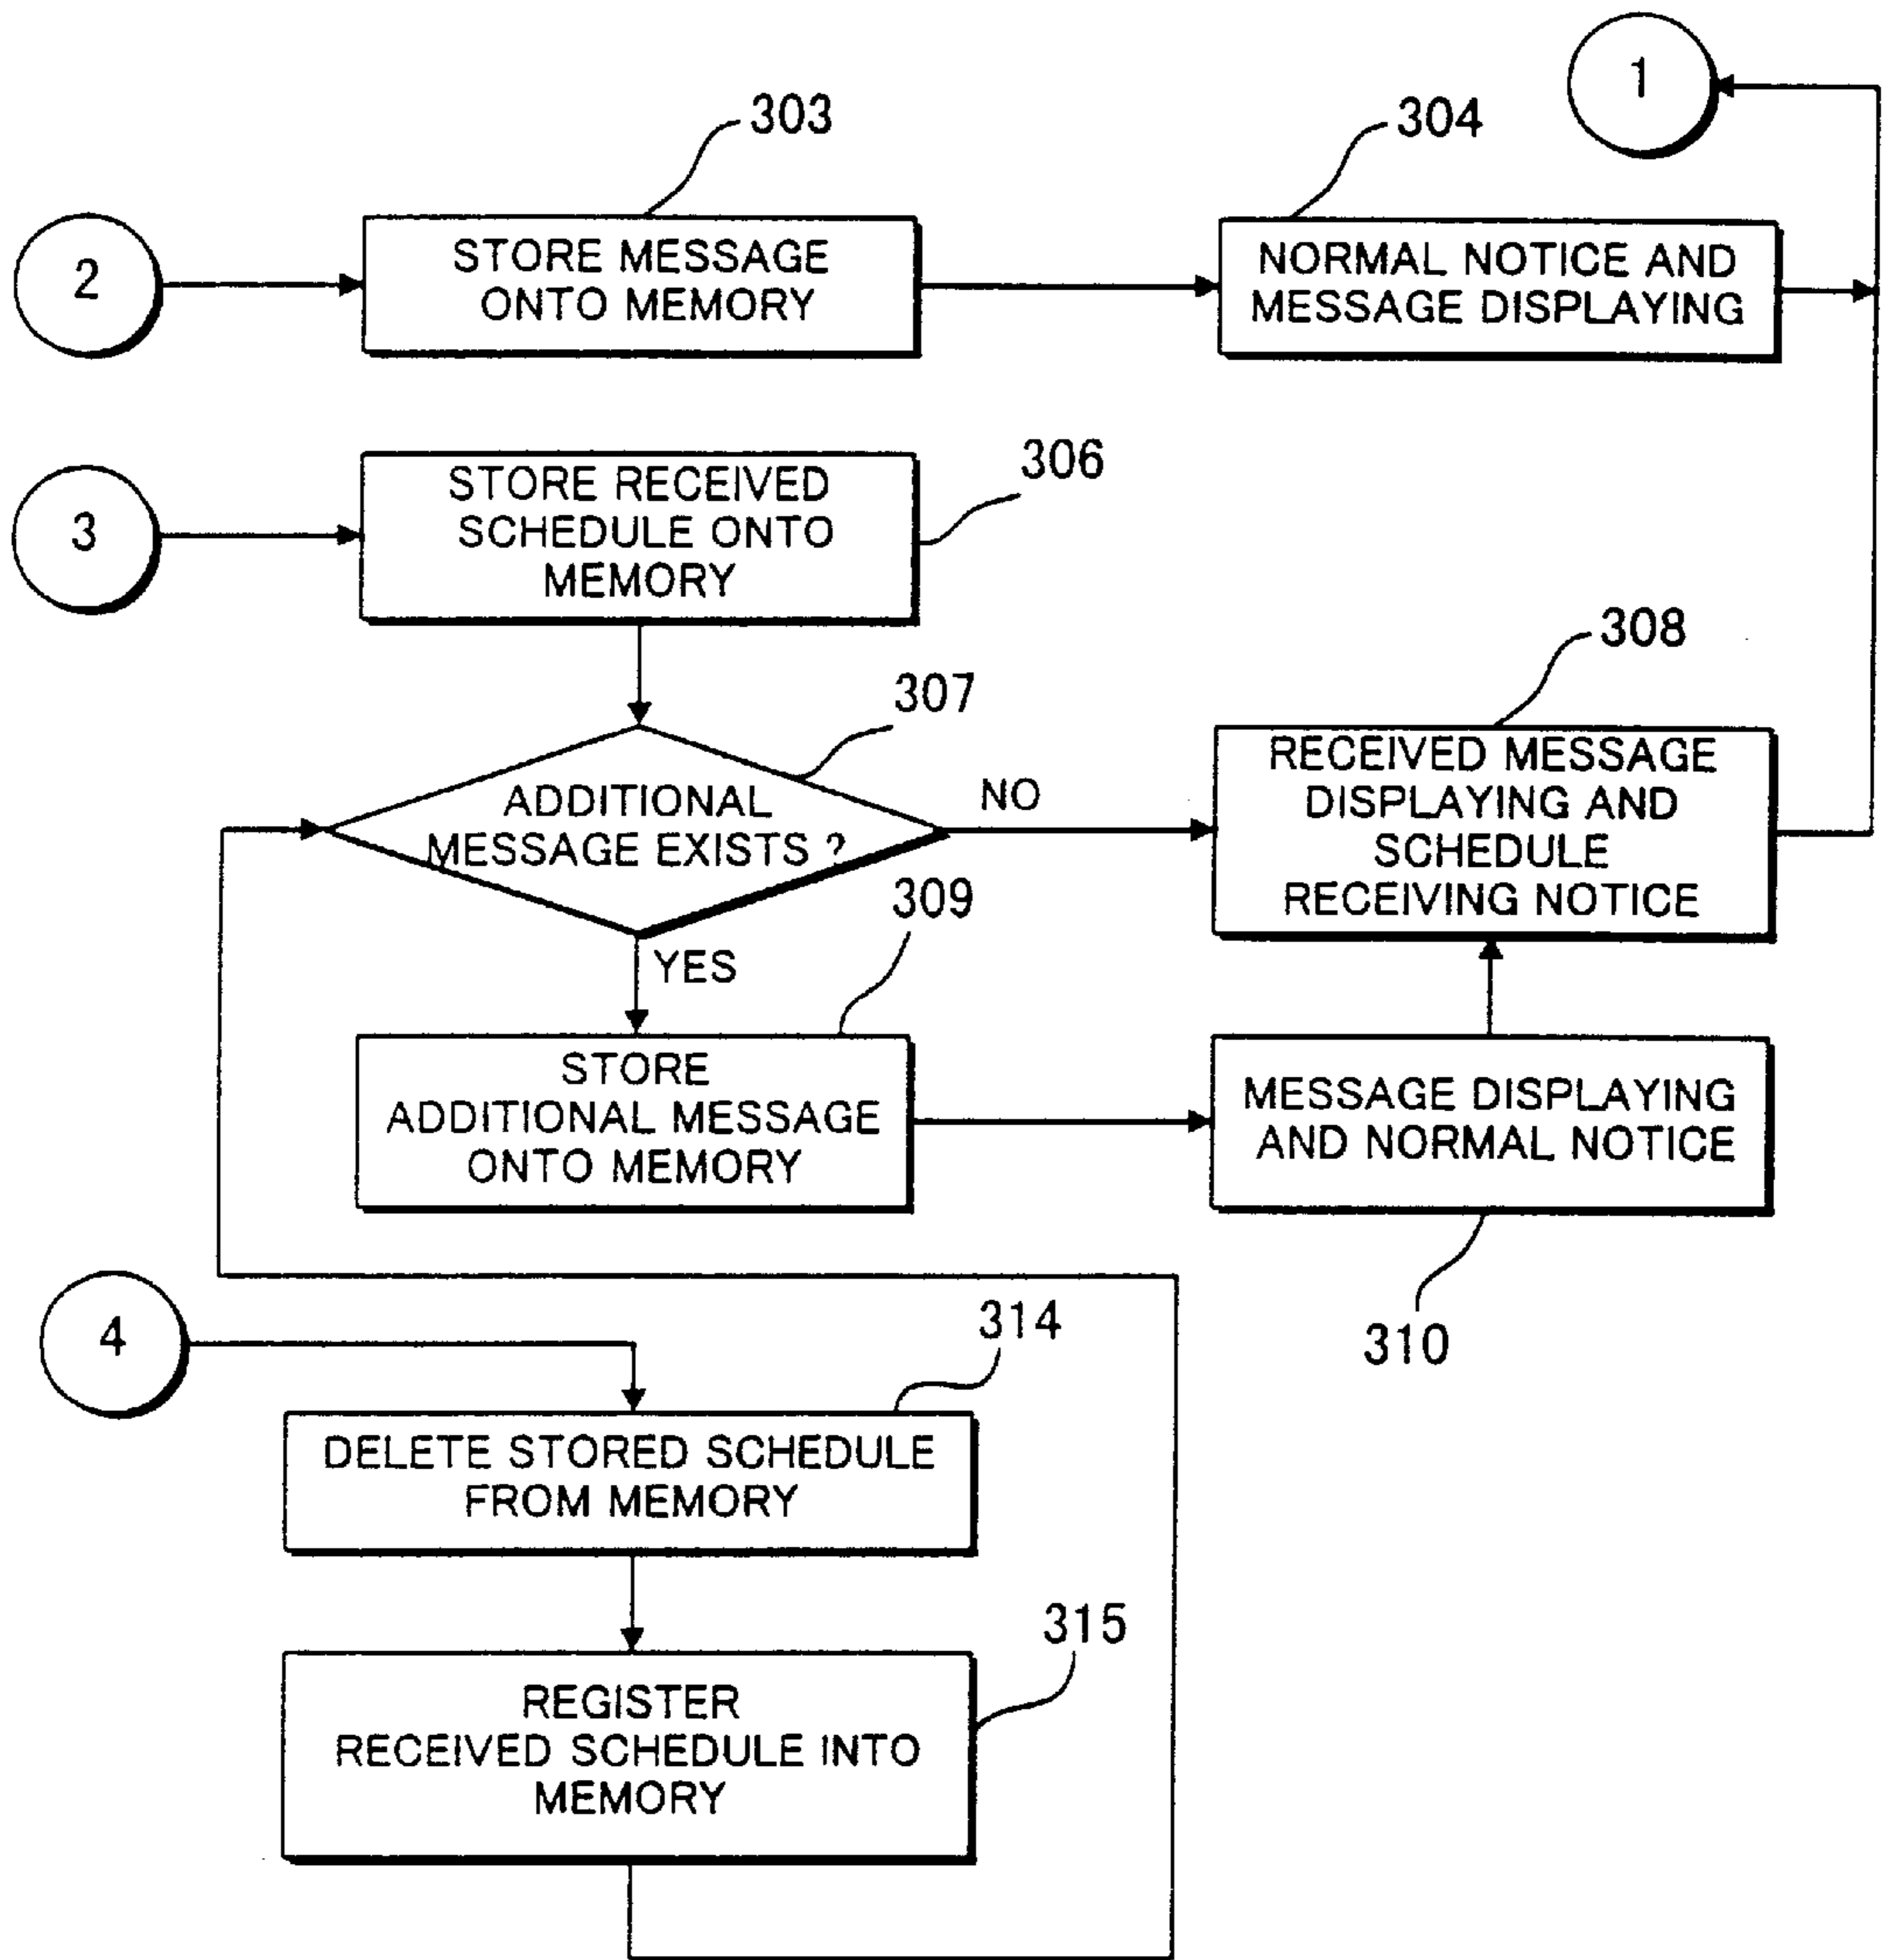 1
303
304
2
STORE MESSAGE
ONTO MEMORY
NORMAL NOTICE AND
MESSAGE DISPLAYING
306
3
STORE RECEIVED
SCHEDULE ONTO
MEMORY
308
307
ADDITIONAL
MESSAGE EXISTS ?
NO
RECEIVED MESSAGE
DISPLAYING AND
SCHEDULE
RECEIVING NOTICE
309
YES
STORE
ADDITIONAL MESSAGE
ONTO MEMORY
MESSAGE DISPLAYING
AND NORMAL NOTICE
310
4
314
DELETE STORED SCHEDULE
FROM MEMORY
315
REGISTER
RECEIVED SCHEDULE INTO
MEMORY